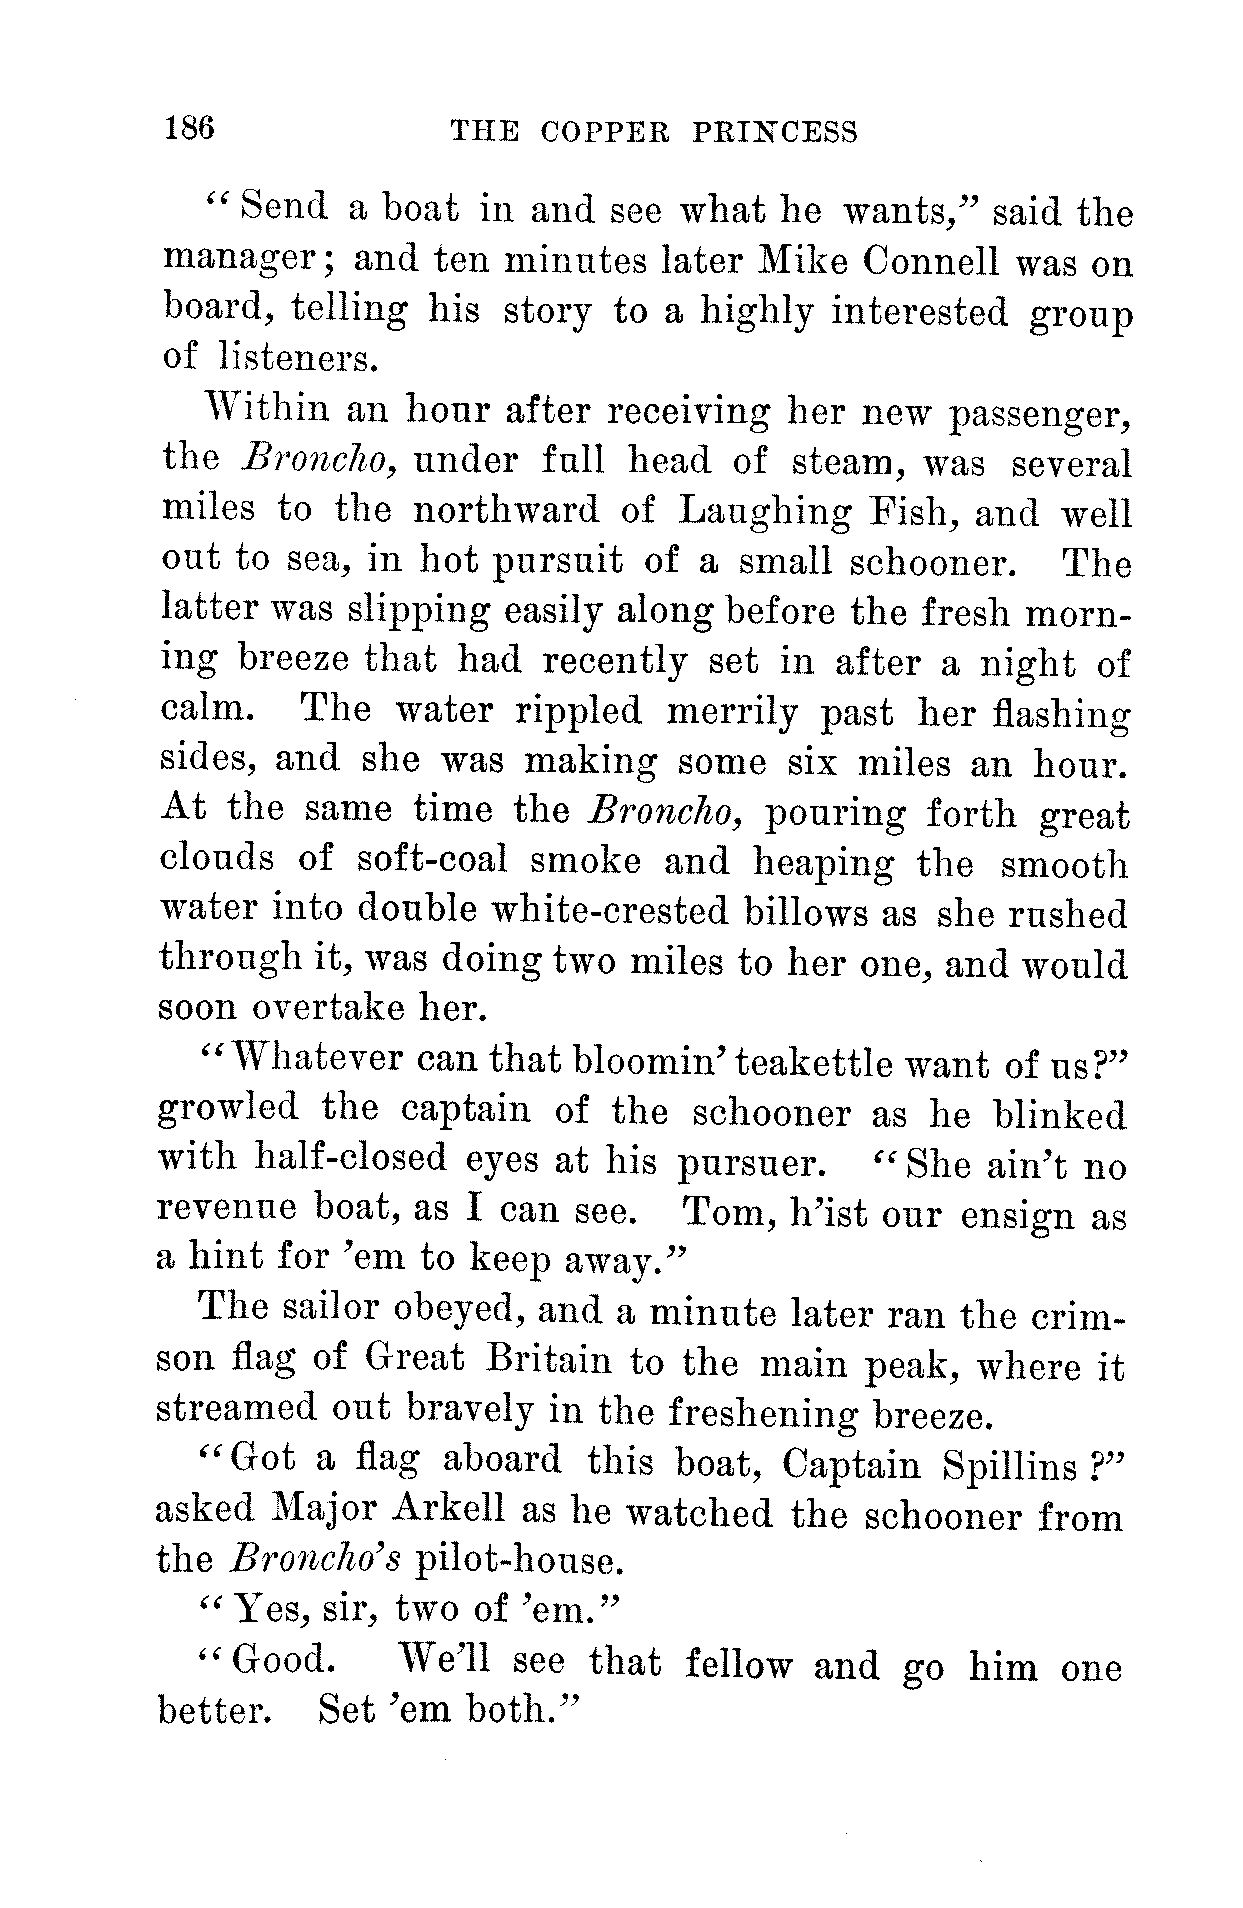 186 THE COPPER PRINCESS
“Send a boat in and see what he wants,” said the
manager; and ten minutes later Mike Connell was on
board, telling his story to a highly interested group
of listeners.
Within an hour after receiving her new passenger,
the Broncho, under full head of steam, was several
miles to the northward of Laughing Fish, and well
out to sea, in hot pursuit of a small schooner. The
latter was slipping easily along before the fresh morn-
ing breeze that had recently set in after a night of
calm. The water rippled merrily past her flashing
sides, and she was making some six miles an hour.
At the same time the Broncho, pouring forth great
clouds of soft-coal smoke and heaping the smooth
water into double white-crested billows as she rushed
through it, was doing two miles to her one, and would
soon overtake her.
“Whatever can that bloomin’ teakettle want of us?”
growled the captain of the schooner as he blinked
with half-closed eyes at his pursuer. “She ain’t no
revenue boat, as I can see. Tom, h’ist our ensign as
a hint for ’em to keep away.”
The sailor obeyed, and a minute later ran the crim-
son flag of Great Britain to the main peak, where it
streamed out bravely in the freshening breeze.
“Got a flag aboard this boat, Captain Spillins?”
asked Major Arkell as he watched the schooner from
the Broncho’s pilot-house.
“Yes, sir, two of ’em.”
“Good. We’ll see that fellow and go him one
better. Set ’em both.”